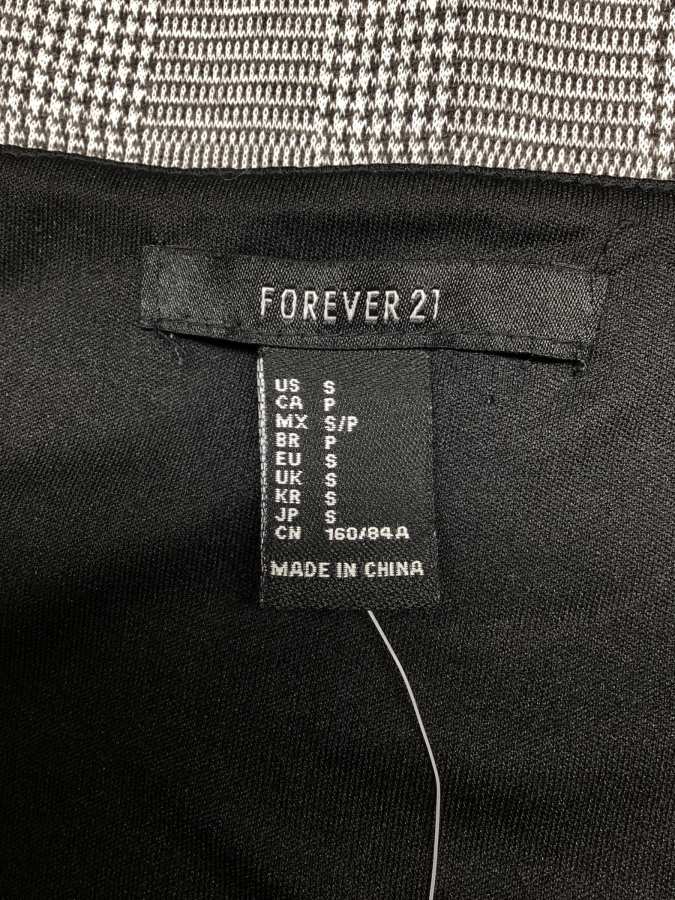 FOREVER 21
US S
CA P
MX S/P
BR P
EU S
UK S
KR S
JP S
CN 160/84A
MADE IN CHINA